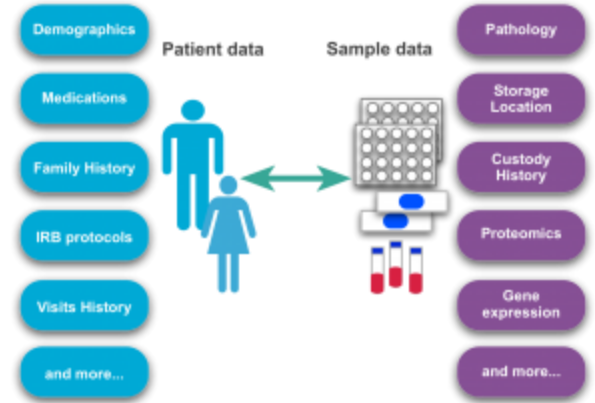 Demographics
Medications
Family History
IRB protocols
Visits History
and more...
Patient data
Sample data
Pathology
Storage
Location
Custody
History
Proteomics
Gene
expression
and more...